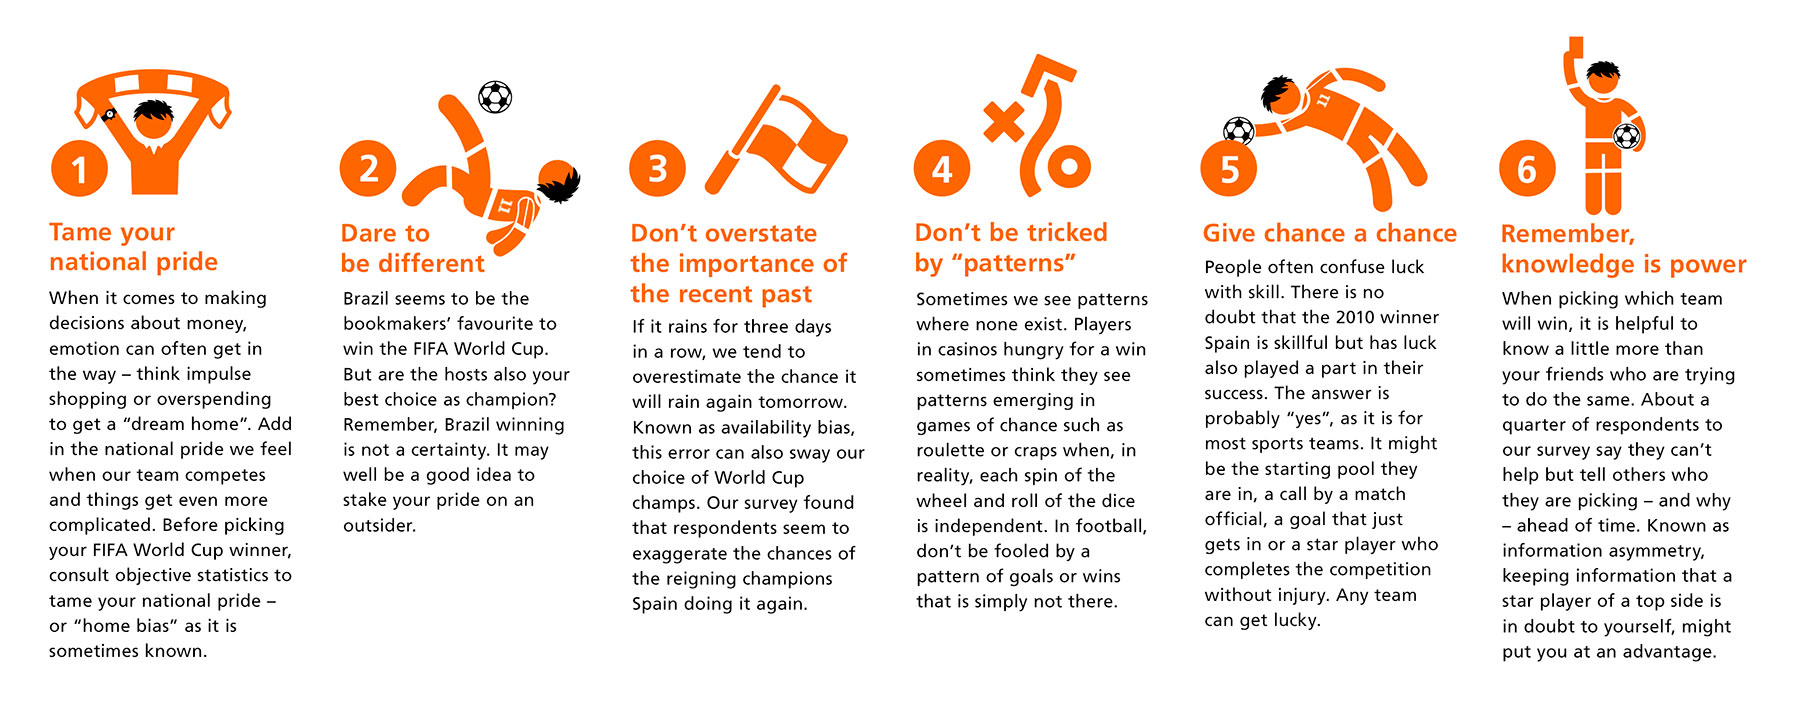 1
Tame your
national pride
When it comes to making
decisions about money,
emotion can often get in
the way – think impulse
shopping or overspending
to get a “dream home”. Add
in the national pride we feel
when our team competes
and things get even more
complicated. Before picking
your FIFA World Cup winner,
consult objective statistics to
tame your national pride –
or “home bias” as it is
sometimes known.
2
11
Dare to
be different
Brazil seems to be the
bookmakers’ favourite to
win the FIFA World Cup.
But are the hosts also your
best choice as champion?
Remember, Brazil winning
is not a certainty. It may
well be a good idea to
stake your pride on an
outsider.
3
Don’t overstate
the importance of
the recent past
If it rains for three days
in a row, we tend to
overestimate the chance it
will rain again tomorrow.
Known as availability bias,
this error can also sway our
choice of World Cup
champs. Our survey found
that respondents seem to
exaggerate the chances of
the reigning champions
Spain doing it again.
4
Don’t be tricked
by “patterns”
Sometimes we see patterns
where none exist. Players
in casinos hungry for a win
sometimes think they see
patterns emerging in
games of chance such as
roulette or craps when, in
reality, each spin of the
wheel and roll of the dice
is independent. In football,
don’t be fooled by a
pattern of goals or wins
that is simply not there.
11
5
Give chance a chance
People often confuse luck
with skill. There is no
doubt that the 2010 winner
Spain is skillful but has luck
also played a part in their
success. The answer is
probably “yes”, as it is for
most sports teams. It might
be the starting pool they
are in, a call by a match
official, a goal that just
gets in or a star player who
completes the competition
without injury. Any team
can get lucky.
6
Remember,
knowledge is power
When picking which team
will win, it is helpful to
know a little more than
your friends who are trying
to do the same. About a
quarter of respondents to
our survey say they can’t
help but tell others who
they are picking – and why
– ahead of time. Known as
information asymmetry,
keeping information that a
star player of a top side is
in doubt to yourself, might
put you at an advantage.